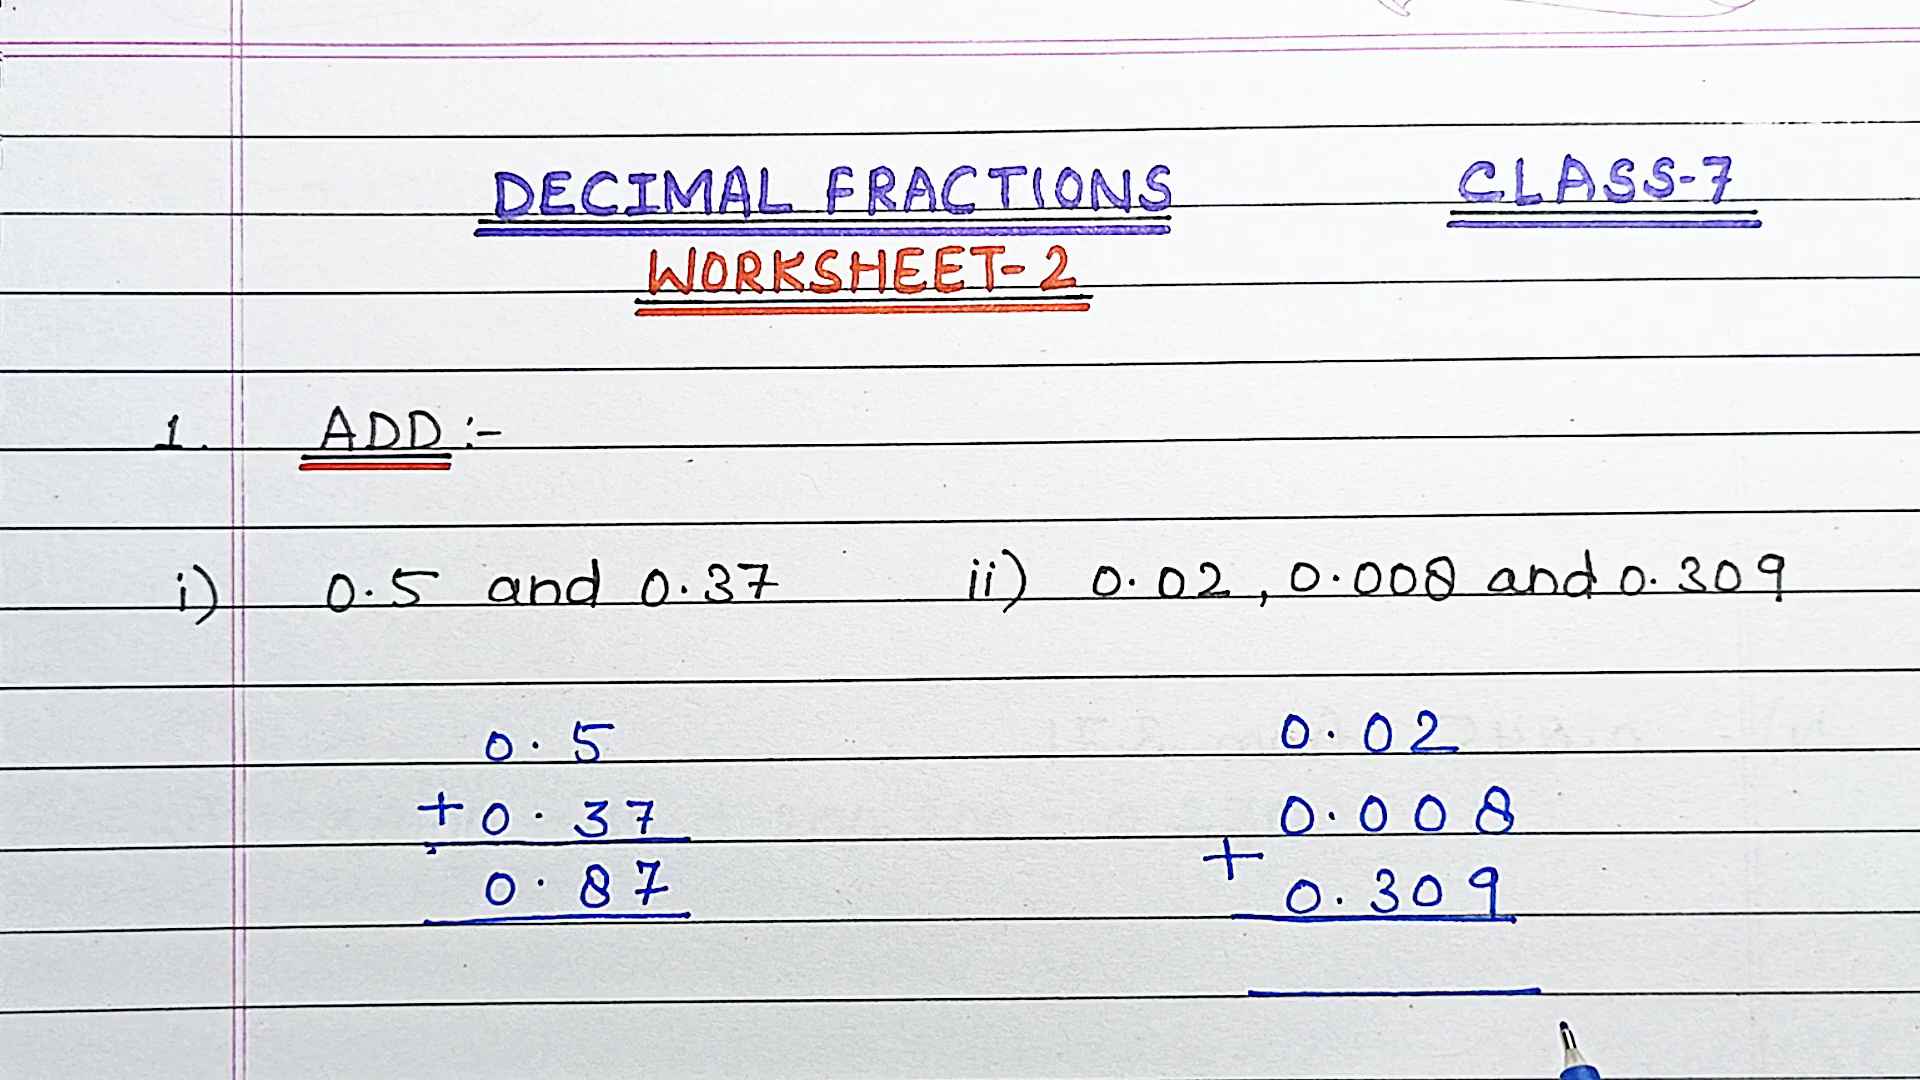 DECIMAL FRACTIONS CLASS-7
WORKSHEET-2
1. ADD:-
i) 0.5 and 0.37 ii) 0.02, 0.008 and 0.309
0.5 0.02
+0.37 0.008
0.87 + 0.309